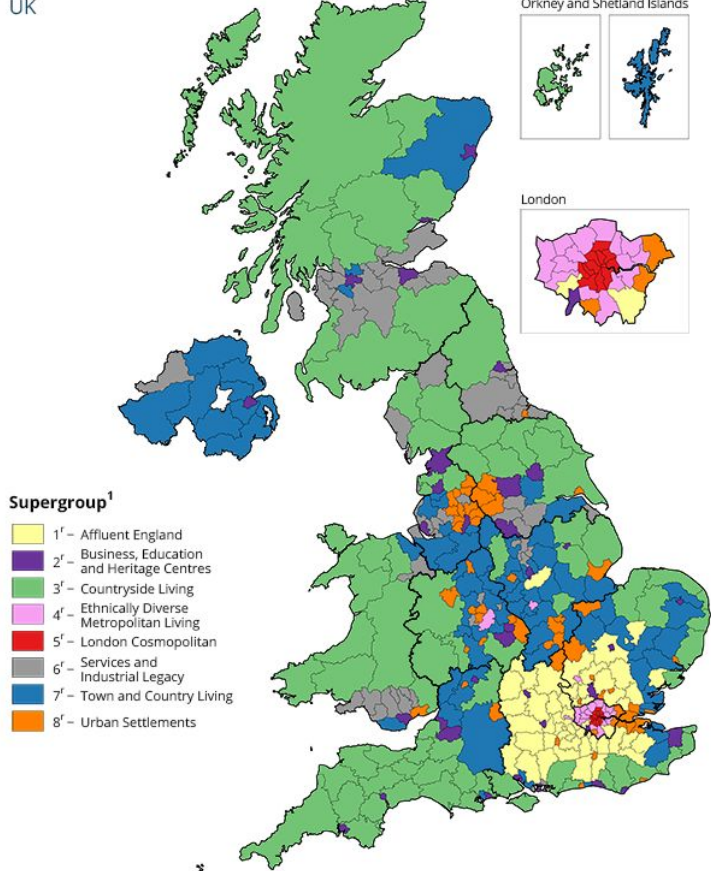 UK
Orkney and Shetland Islands
London
Supergroup¹
1ʳ – Affluent England
2ʳ – Business, Education
and Heritage Centres
3ʳ – Countryside Living
4ʳ – Ethnically Diverse
Metropolitan Living
5ʳ – London Cosmopolitan
6ʳ – Services and
Industrial Legacy
7ʳ – Town and Country Living
8ʳ – Urban Settlements